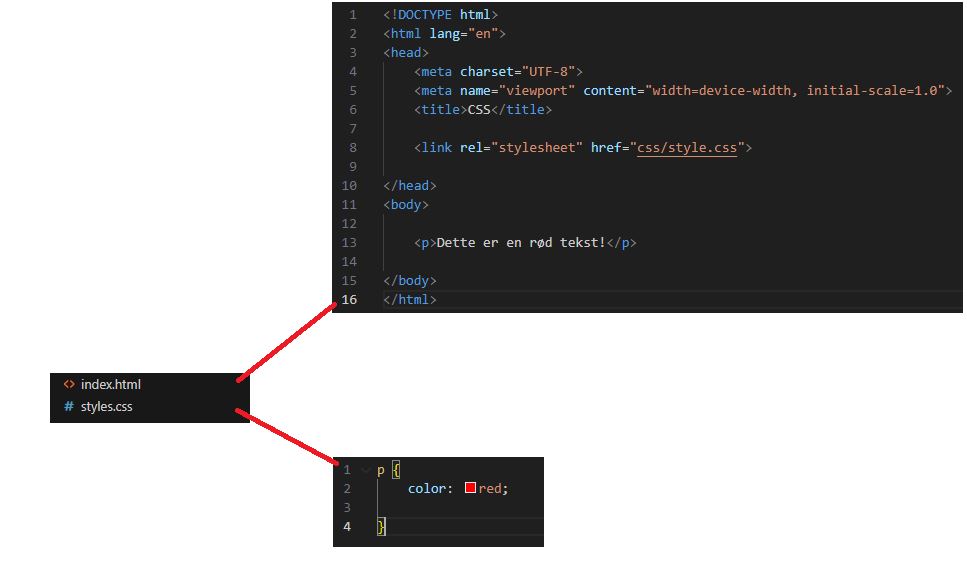 1 <!DOCTYPE html>
2 <html lang="en">
3 <head>
4 <meta charset="UTF-8">
5 <meta name="viewport" content="width=device-width, initial-scale=1.0">
6 <title>CSS</title>
7
8 <link rel="stylesheet" href="css/style.css">
9
10 </head>
11 <body>
12
13 <p>Dette er en rød tekst!</p>
14
15 </body>
16 </html>
<> index.html
# styles.css
1 p {
2 color: red;
3
4 }